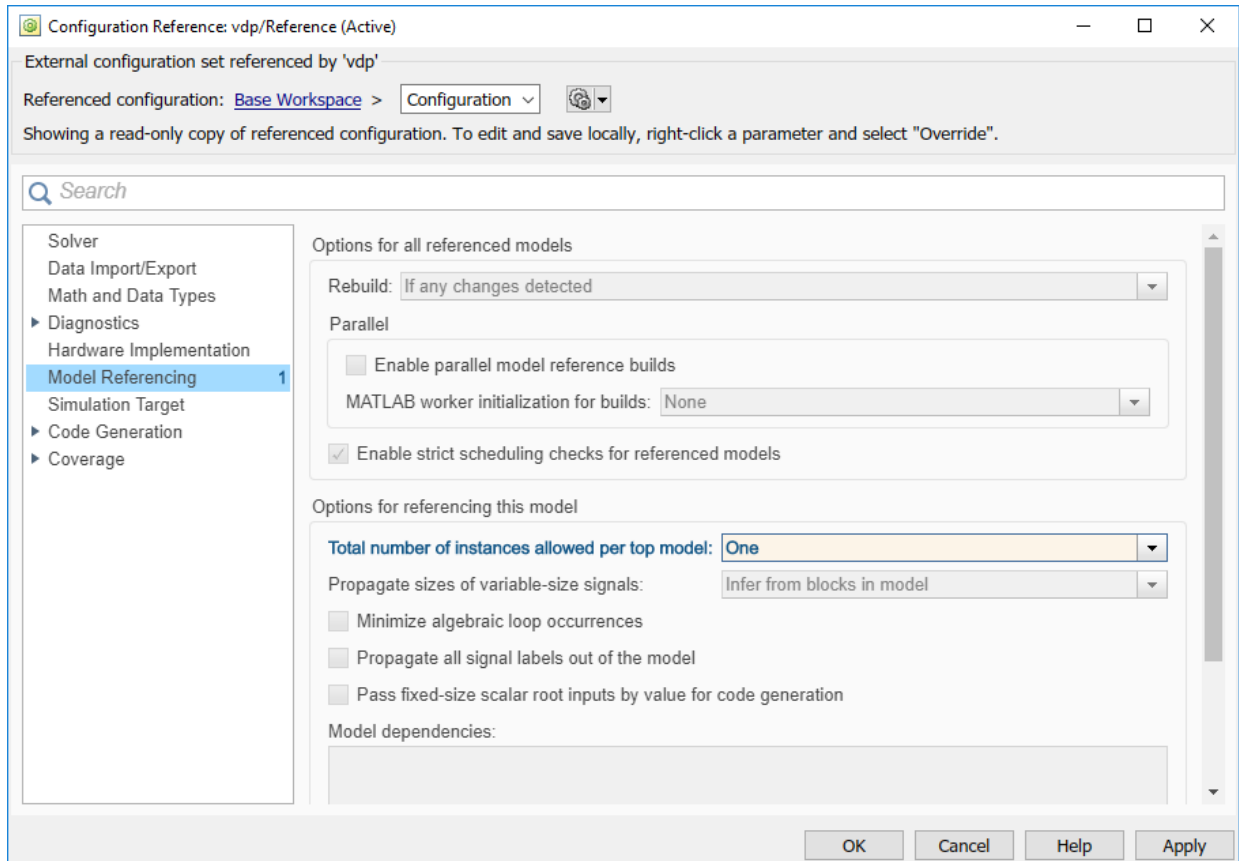 Configuration Reference: vdp/Reference (Active)
External configuration set referenced by 'vdp'
Referenced configuration: Base Workspace > Configuration
Showing a read-only copy of referenced configuration. To edit and save locally, right-click a parameter and select "Override".
Search
Solver
Data Import/Export
Math and Data Types
Diagnostics
Hardware Implementation
Model Referencing 1
Simulation Target
Code Generation
Coverage
Options for all referenced models
Rebuild: If any changes detected
Parallel
Enable parallel model reference builds
MATLAB worker initialization for builds: None
Enable strict scheduling checks for referenced models
Options for referencing this model
Total number of instances allowed per top model: One
Propagate sizes of variable-size signals: Infer from blocks in model
Minimize algebraic loop occurrences
Propagate all signal labels out of the model
Pass fixed-size scalar root inputs by value for code generation
Model dependencies:
OK Cancel Help Apply